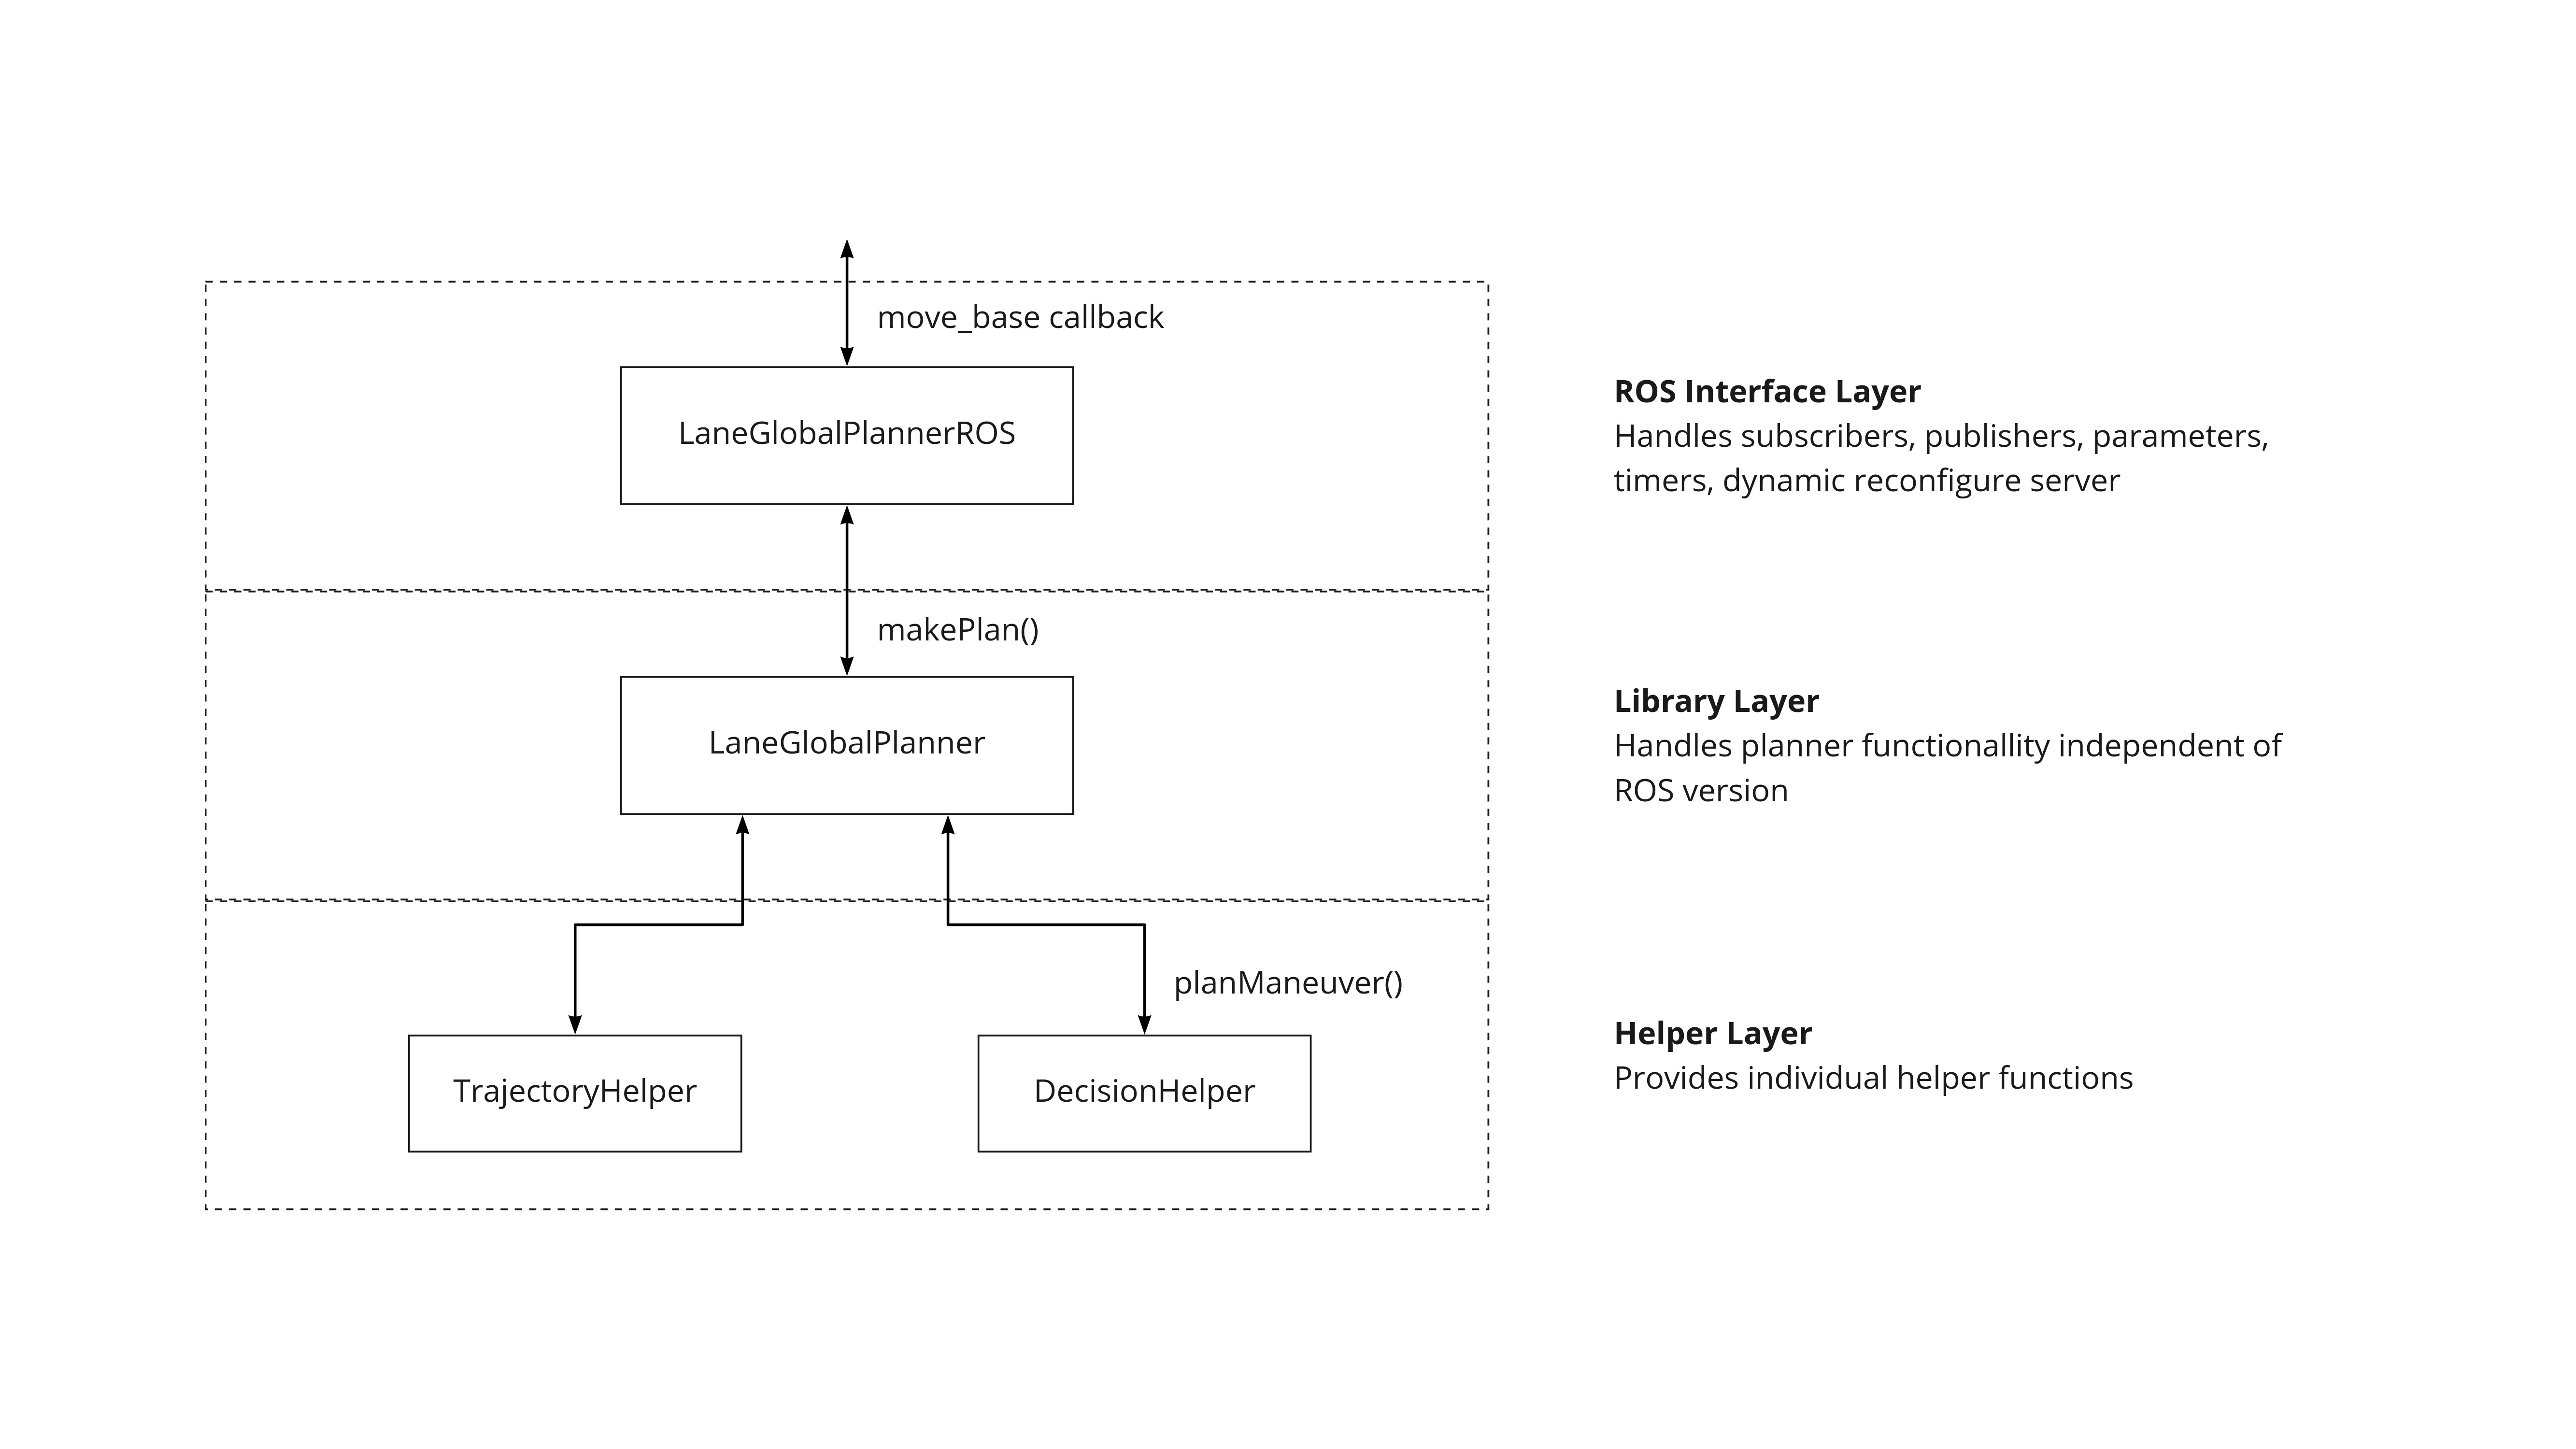 move_base callback
LaneGlobalPlannerROS
ROS Interface Layer
Handles subscribers, publishers, parameters,
timers, dynamic reconfigure server
makePlan()
LaneGlobalPlanner
Library Layer
Handles planner functionallity independent of
ROS version
planManeuver()
TrajectoryHelper
DecisionHelper
Helper Layer
Provides individual helper functions